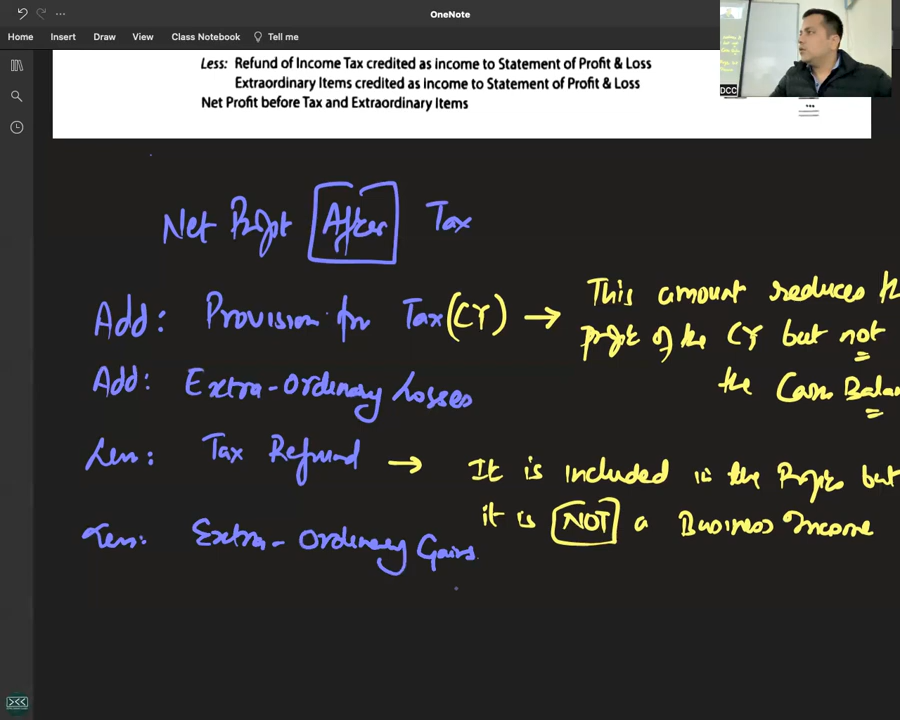 OneNote
Home Insert Draw View Class Notebook Tell me
Less: Refund of Income Tax credited as income to Statement of Profit & Loss
Extraordinary Items credited as income to Statement of Profit & Loss
Net Profit before Tax and Extraordinary Items
DCC
Net Profit After Tax
Add: Provision for Tax (CY) → This amount reduces
profit of the CY but not
the Cash Balan
Add: Extra-Ordinary Losses
Less: Tax Refund → It is included in the Profits but
it is NOT a Business Income
Less: Extra-Ordinary Gains.